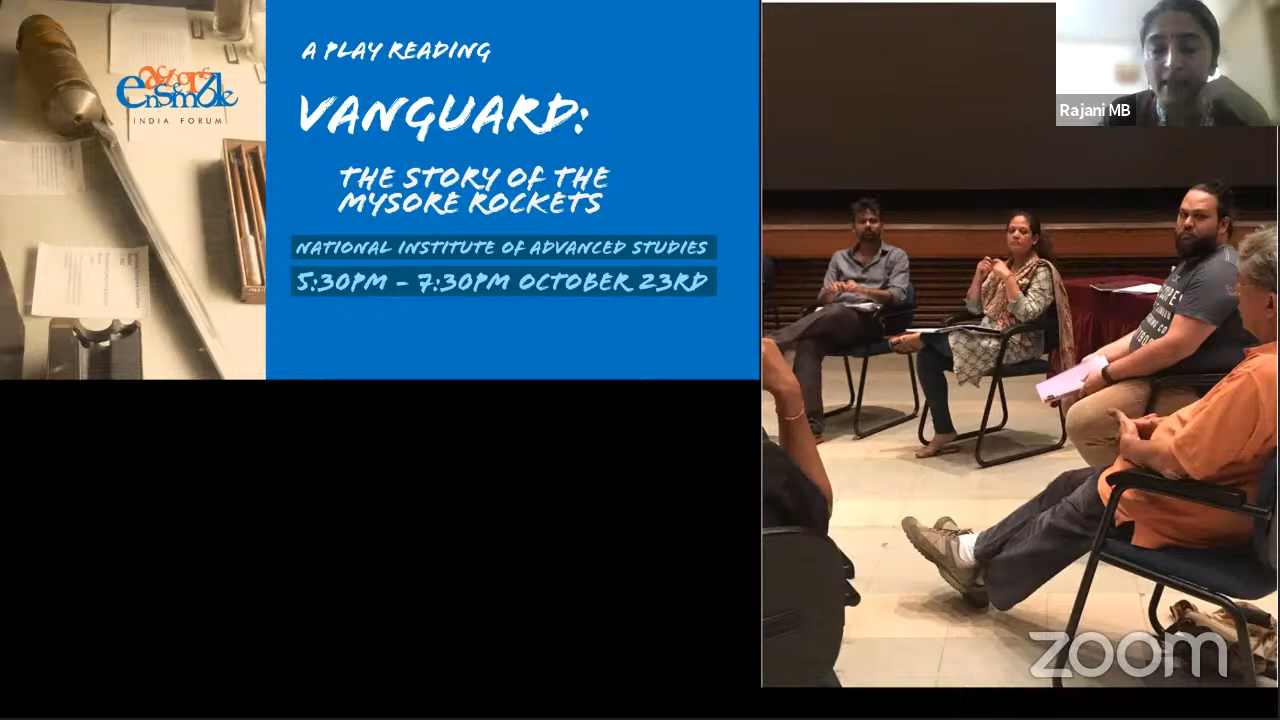 actors
ensemble
INDIA FORUM
A PLAY READING
VANGUARD:
THE STORY OF THE
MYSORE ROCKETS
NATIONAL INSTITUTE OF ADVANCED STUDIES
5:30PM - 7:30PM OCTOBER 23RD
Rajani MB
zoom